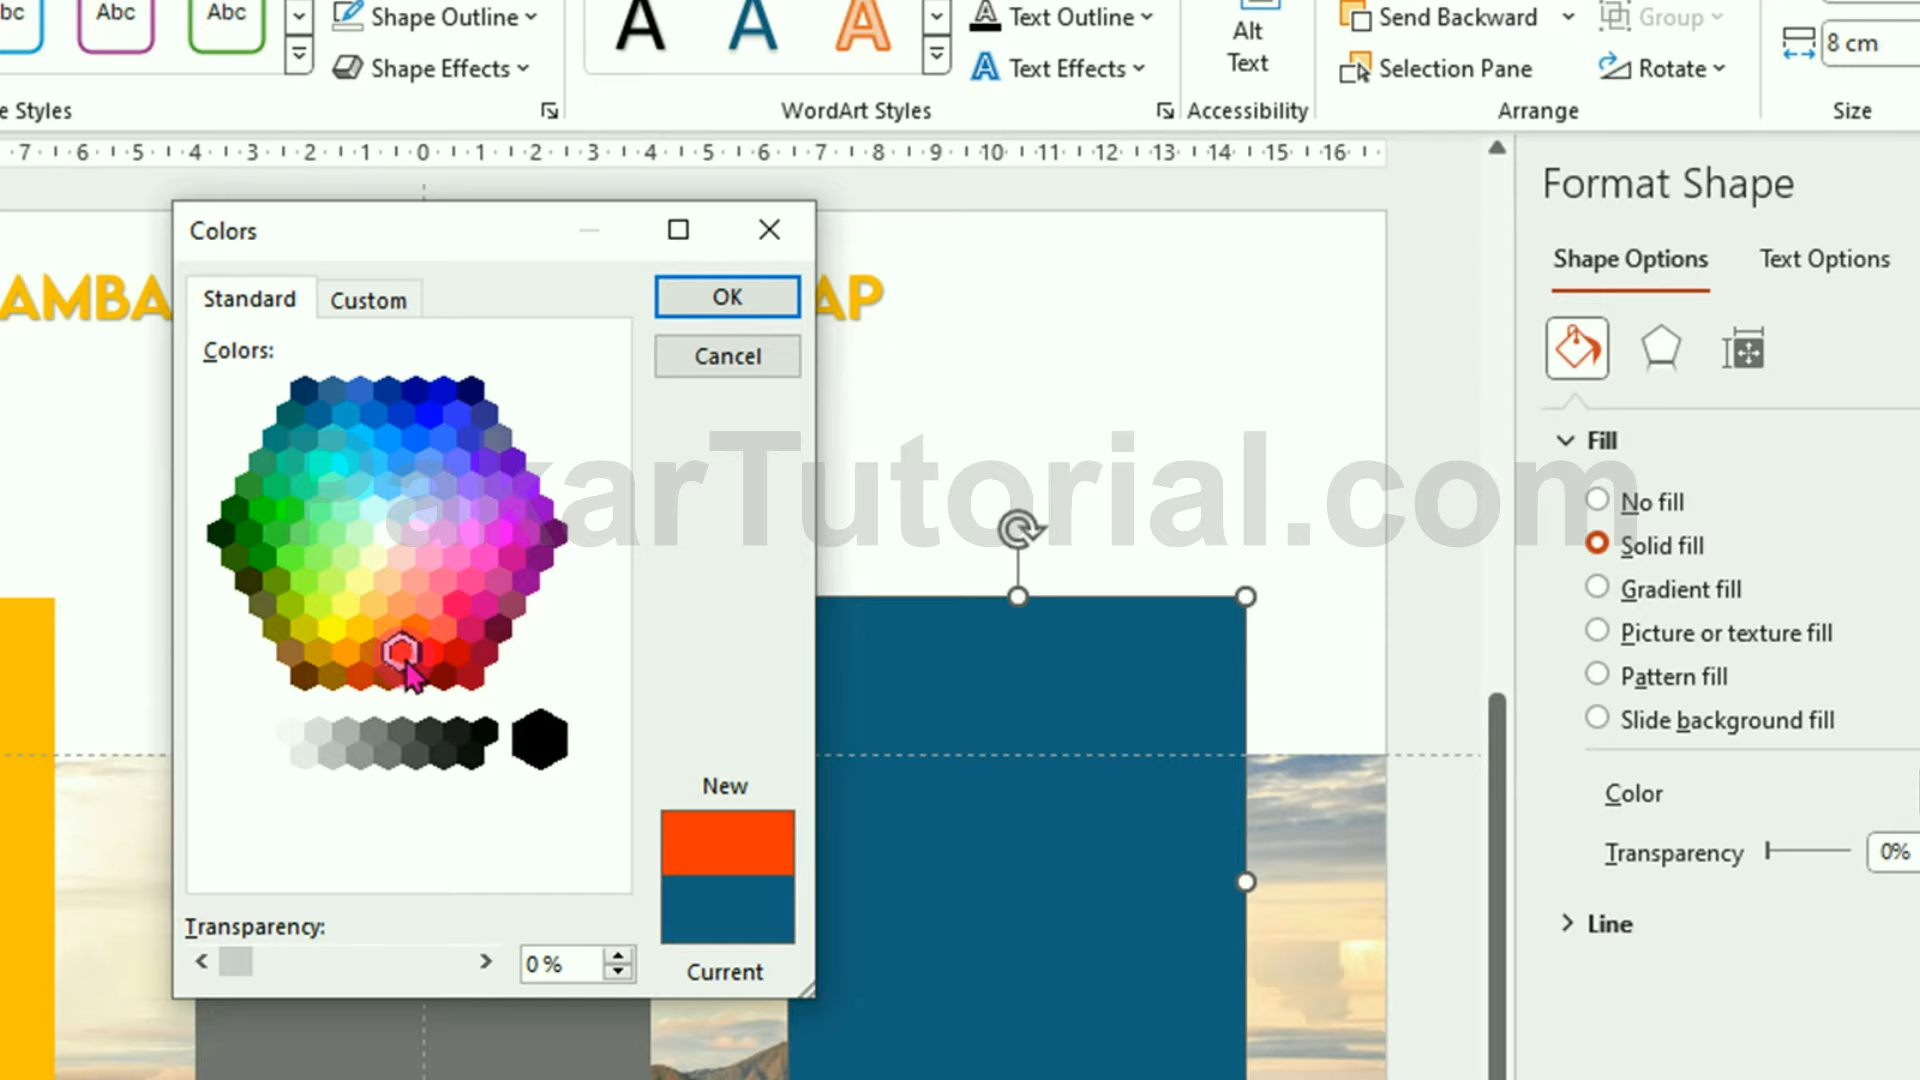 bc
Abc
Abc
Shape Outline
Shape Effects
e Styles
A
A
A
Text Outline
Text Effects
WordArt Styles
Alt
Text
Accessibility
Send Backward
Selection Pane
Group
Rotate
Arrange
8 cm
Size
7 6 5 4 3 2 1 0 1 2 3 4 5 6 7 8 9 10 11 12 13 14 15 16
AMBA
AP
Colors
Standard
Custom
OK
Cancel
Colors:
New
Current
Transparency:
0 %
PakarTutorial.com
Format Shape
Shape Options
Text Options
Fill
No fill
Solid fill
Gradient fill
Picture or texture fill
Pattern fill
Slide background fill
Color
Transparency
0%
Line